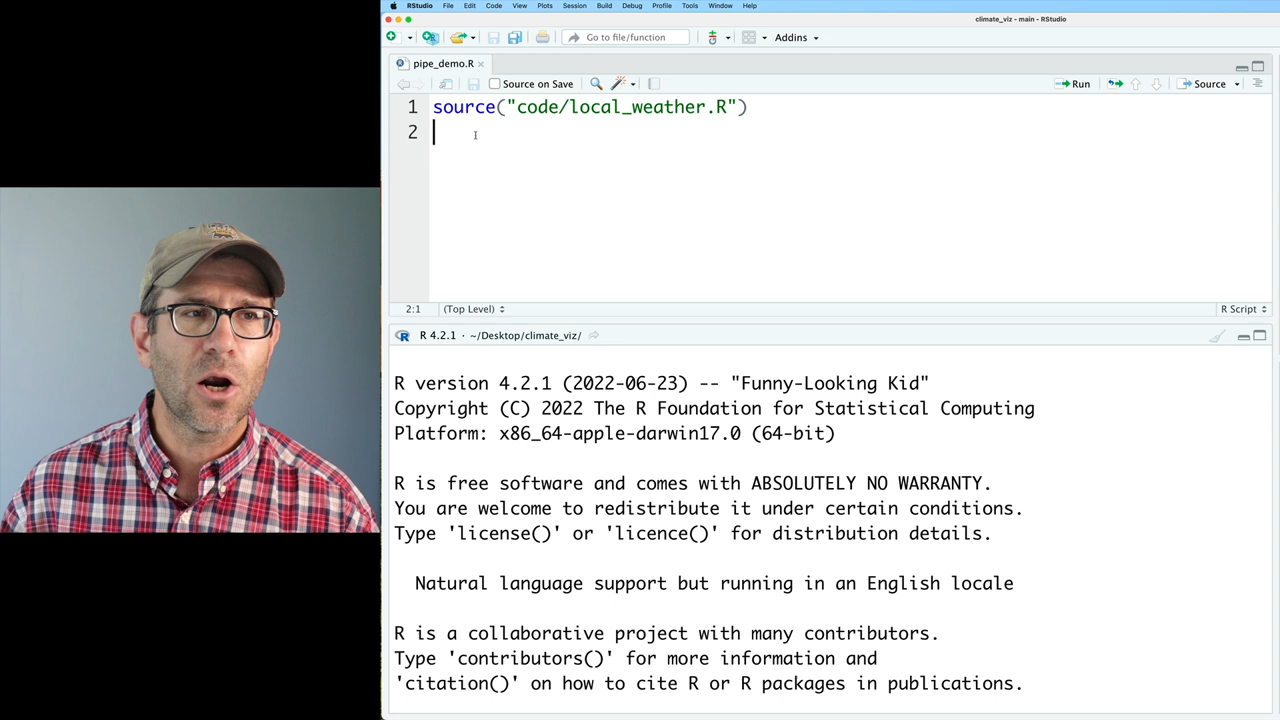 RStudio File Edit Code View Plots Session Build Debug Profile Tools Window Help
climate_viz - main - RStudio
Go to file/function Addins
pipe_demo.R
Source on Save Run Source
1 source("code/local_weather.R")
2
2:1 (Top Level) R Script
R 4.2.1 · ~/Desktop/climate_viz/
R version 4.2.1 (2022-06-23) -- "Funny-Looking Kid"
Copyright (C) 2022 The R Foundation for Statistical Computing
Platform: x86_64-apple-darwin17.0 (64-bit)
R is free software and comes with ABSOLUTELY NO WARRANTY.
You are welcome to redistribute it under certain conditions.
Type 'license()' or 'licence()' for distribution details.
Natural language support but running in an English locale
R is a collaborative project with many contributors.
Type 'contributors()' for more information and
'citation()' on how to cite R or R packages in publications.